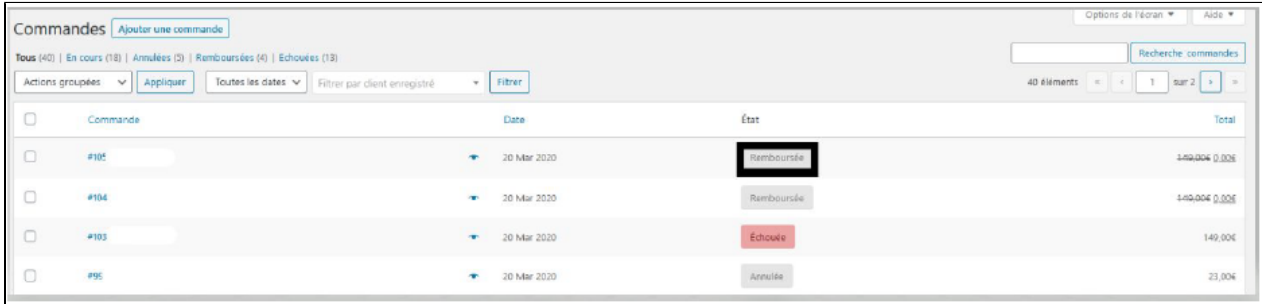 Options de l'écran ▼ Aide ▼
Commandes Ajouter une commande
Tous (40) | En cours (18) | Annulées (5) | Remboursées (4) | Echouées (13)
Recherche commandes
Actions groupées Appliquer Toutes les dates Filtrer par client enregistré Filtrer 40 éléments « ‹ 1 sur 2 › »
Commande Date État Total
#105 20 Mar 2020 Remboursée 149,00€ 0,00€
#104 20 Mar 2020 Remboursée 149,00€ 0,00€
#103 20 Mar 2020 Échouée 149,00€
#95 20 Mar 2020 Annulée 23,00€